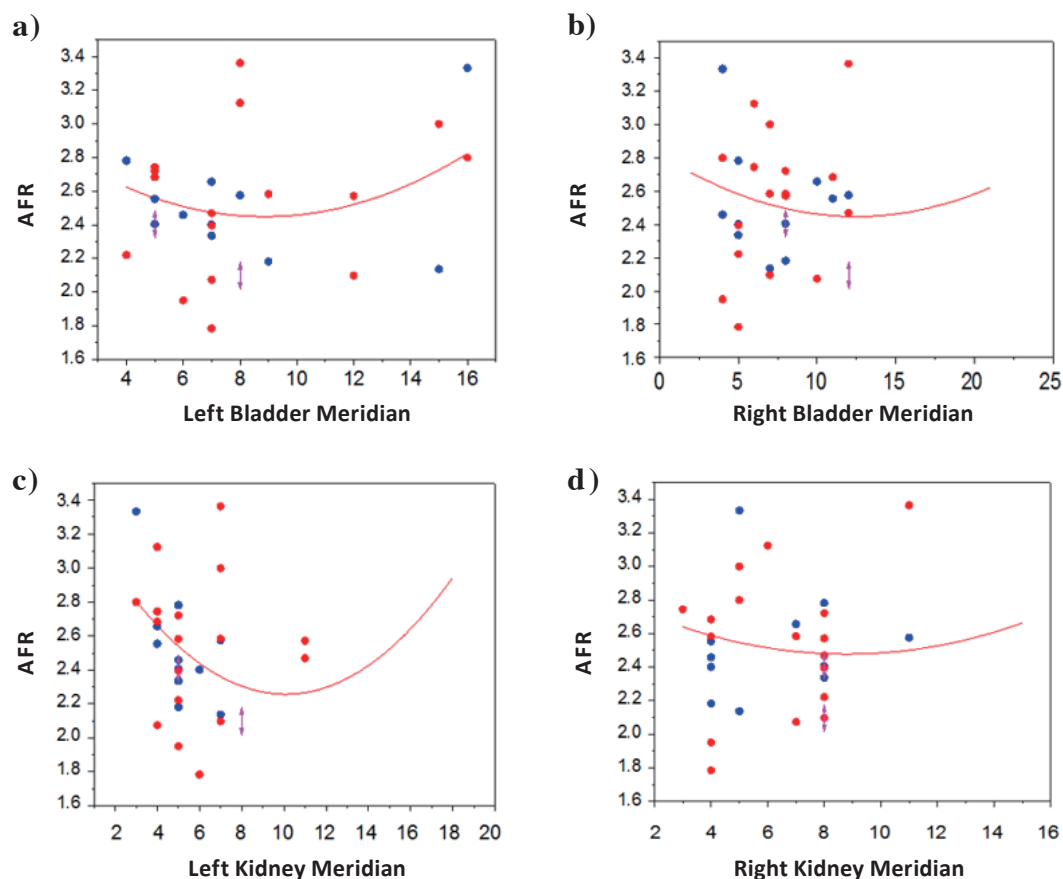 a)
3.4
3.2
3.0
2.8
2.6
2.4
2.2
2.0
1.8
1.6
AFR
4 6 8 10 12 14 16
Left Bladder Meridian
b)
3.4
3.2
3.0
2.8
2.6
2.4
2.2
2.0
1.8
1.6
AFR
0 5 10 15 20 25
Right Bladder Meridian
c)
3.4
3.2
3.0
2.8
2.6
2.4
2.2
2.0
1.8
1.6
AFR
2 4 6 8 10 12 14 16 18 20
Left Kidney Meridian
d)
3.4
3.2
3.0
2.8
2.6
2.4
2.2
2.0
1.8
1.6
AFR
2 4 6 8 10 12 14 16
Right Kidney Meridian